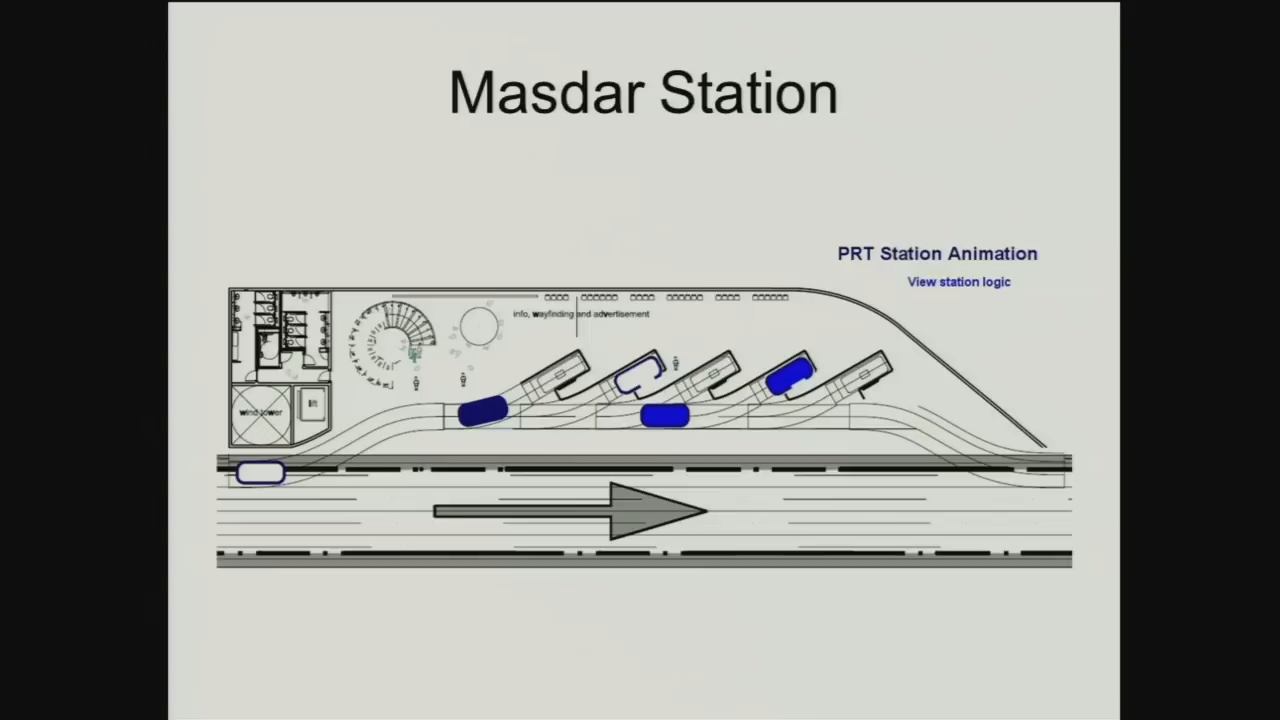 Masdar Station
PRT Station Animation
View station logic
info, wayfinding and advertisement
wind tower